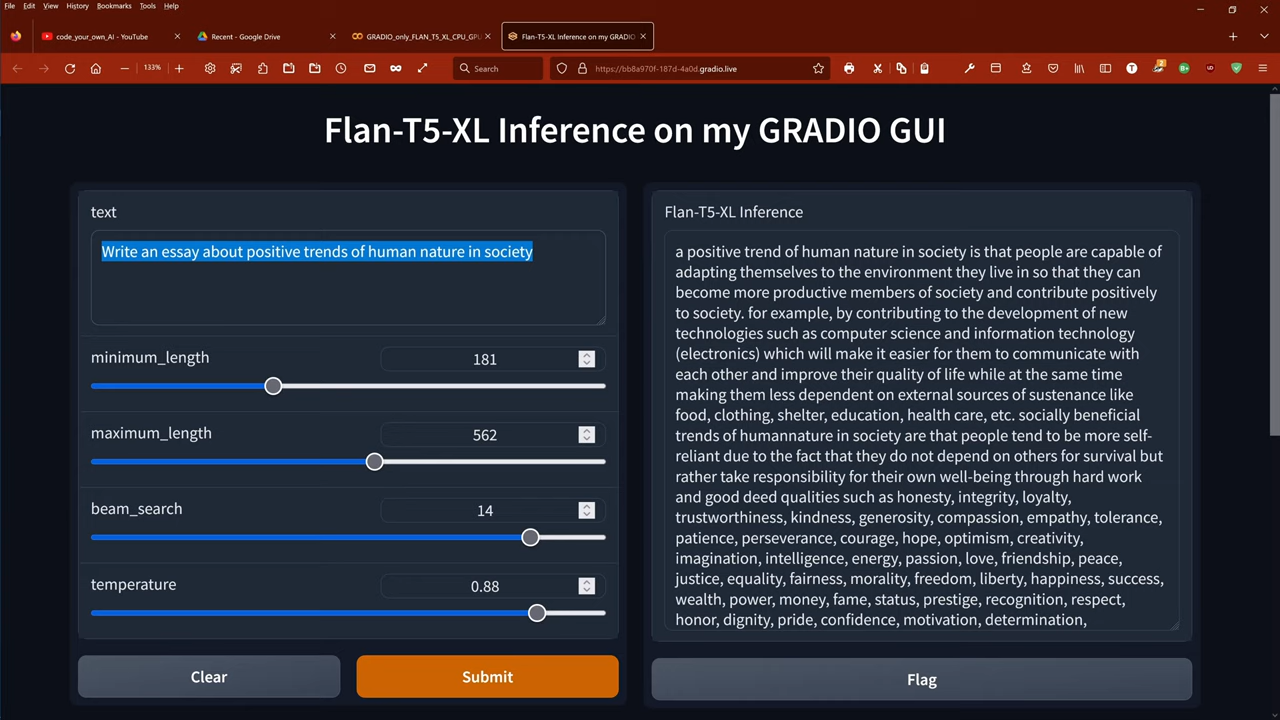 File Edit View History Bookmarks Tools Help
code_your_own_AI - YouTube
Recent - Google Drive
GRADIO_only_FLAN_T5_XL_CPU_GPU
Flan-T5-XL Inference on my GRADIO
133%
Search
https://bb8a970f-187d-4a0d.gradio.live
Flan-T5-XL Inference on my GRADIO GUI
text
Write an essay about positive trends of human nature in society
minimum_length
181
maximum_length
562
beam_search
14
temperature
0.88
Clear
Submit
Flan-T5-XL Inference
a positive trend of human nature in society is that people are capable of
adapting themselves to the environment they live in so that they can
become more productive members of society and contribute positively
to society. for example, by contributing to the development of new
technologies such as computer science and information technology
(electronics) which will make it easier for them to communicate with
each other and improve their quality of life while at the same time
making them less dependent on external sources of sustenance like
food, clothing, shelter, education, health care, etc. socially beneficial
trends of humannature in society are that people tend to be more self-
reliant due to the fact that they do not depend on others for survival but
rather take responsibility for their own well-being through hard work
and good deed qualities such as honesty, integrity, loyalty,
trustworthiness, kindness, generosity, compassion, empathy, tolerance,
patience, perseverance, courage, hope, optimism, creativity,
imagination, intelligence, energy, passion, love, friendship, peace,
justice, equality, fairness, morality, freedom, liberty, happiness, success,
wealth, power, money, fame, status, prestige, recognition, respect,
honor, dignity, pride, confidence, motivation, determination,
Flag